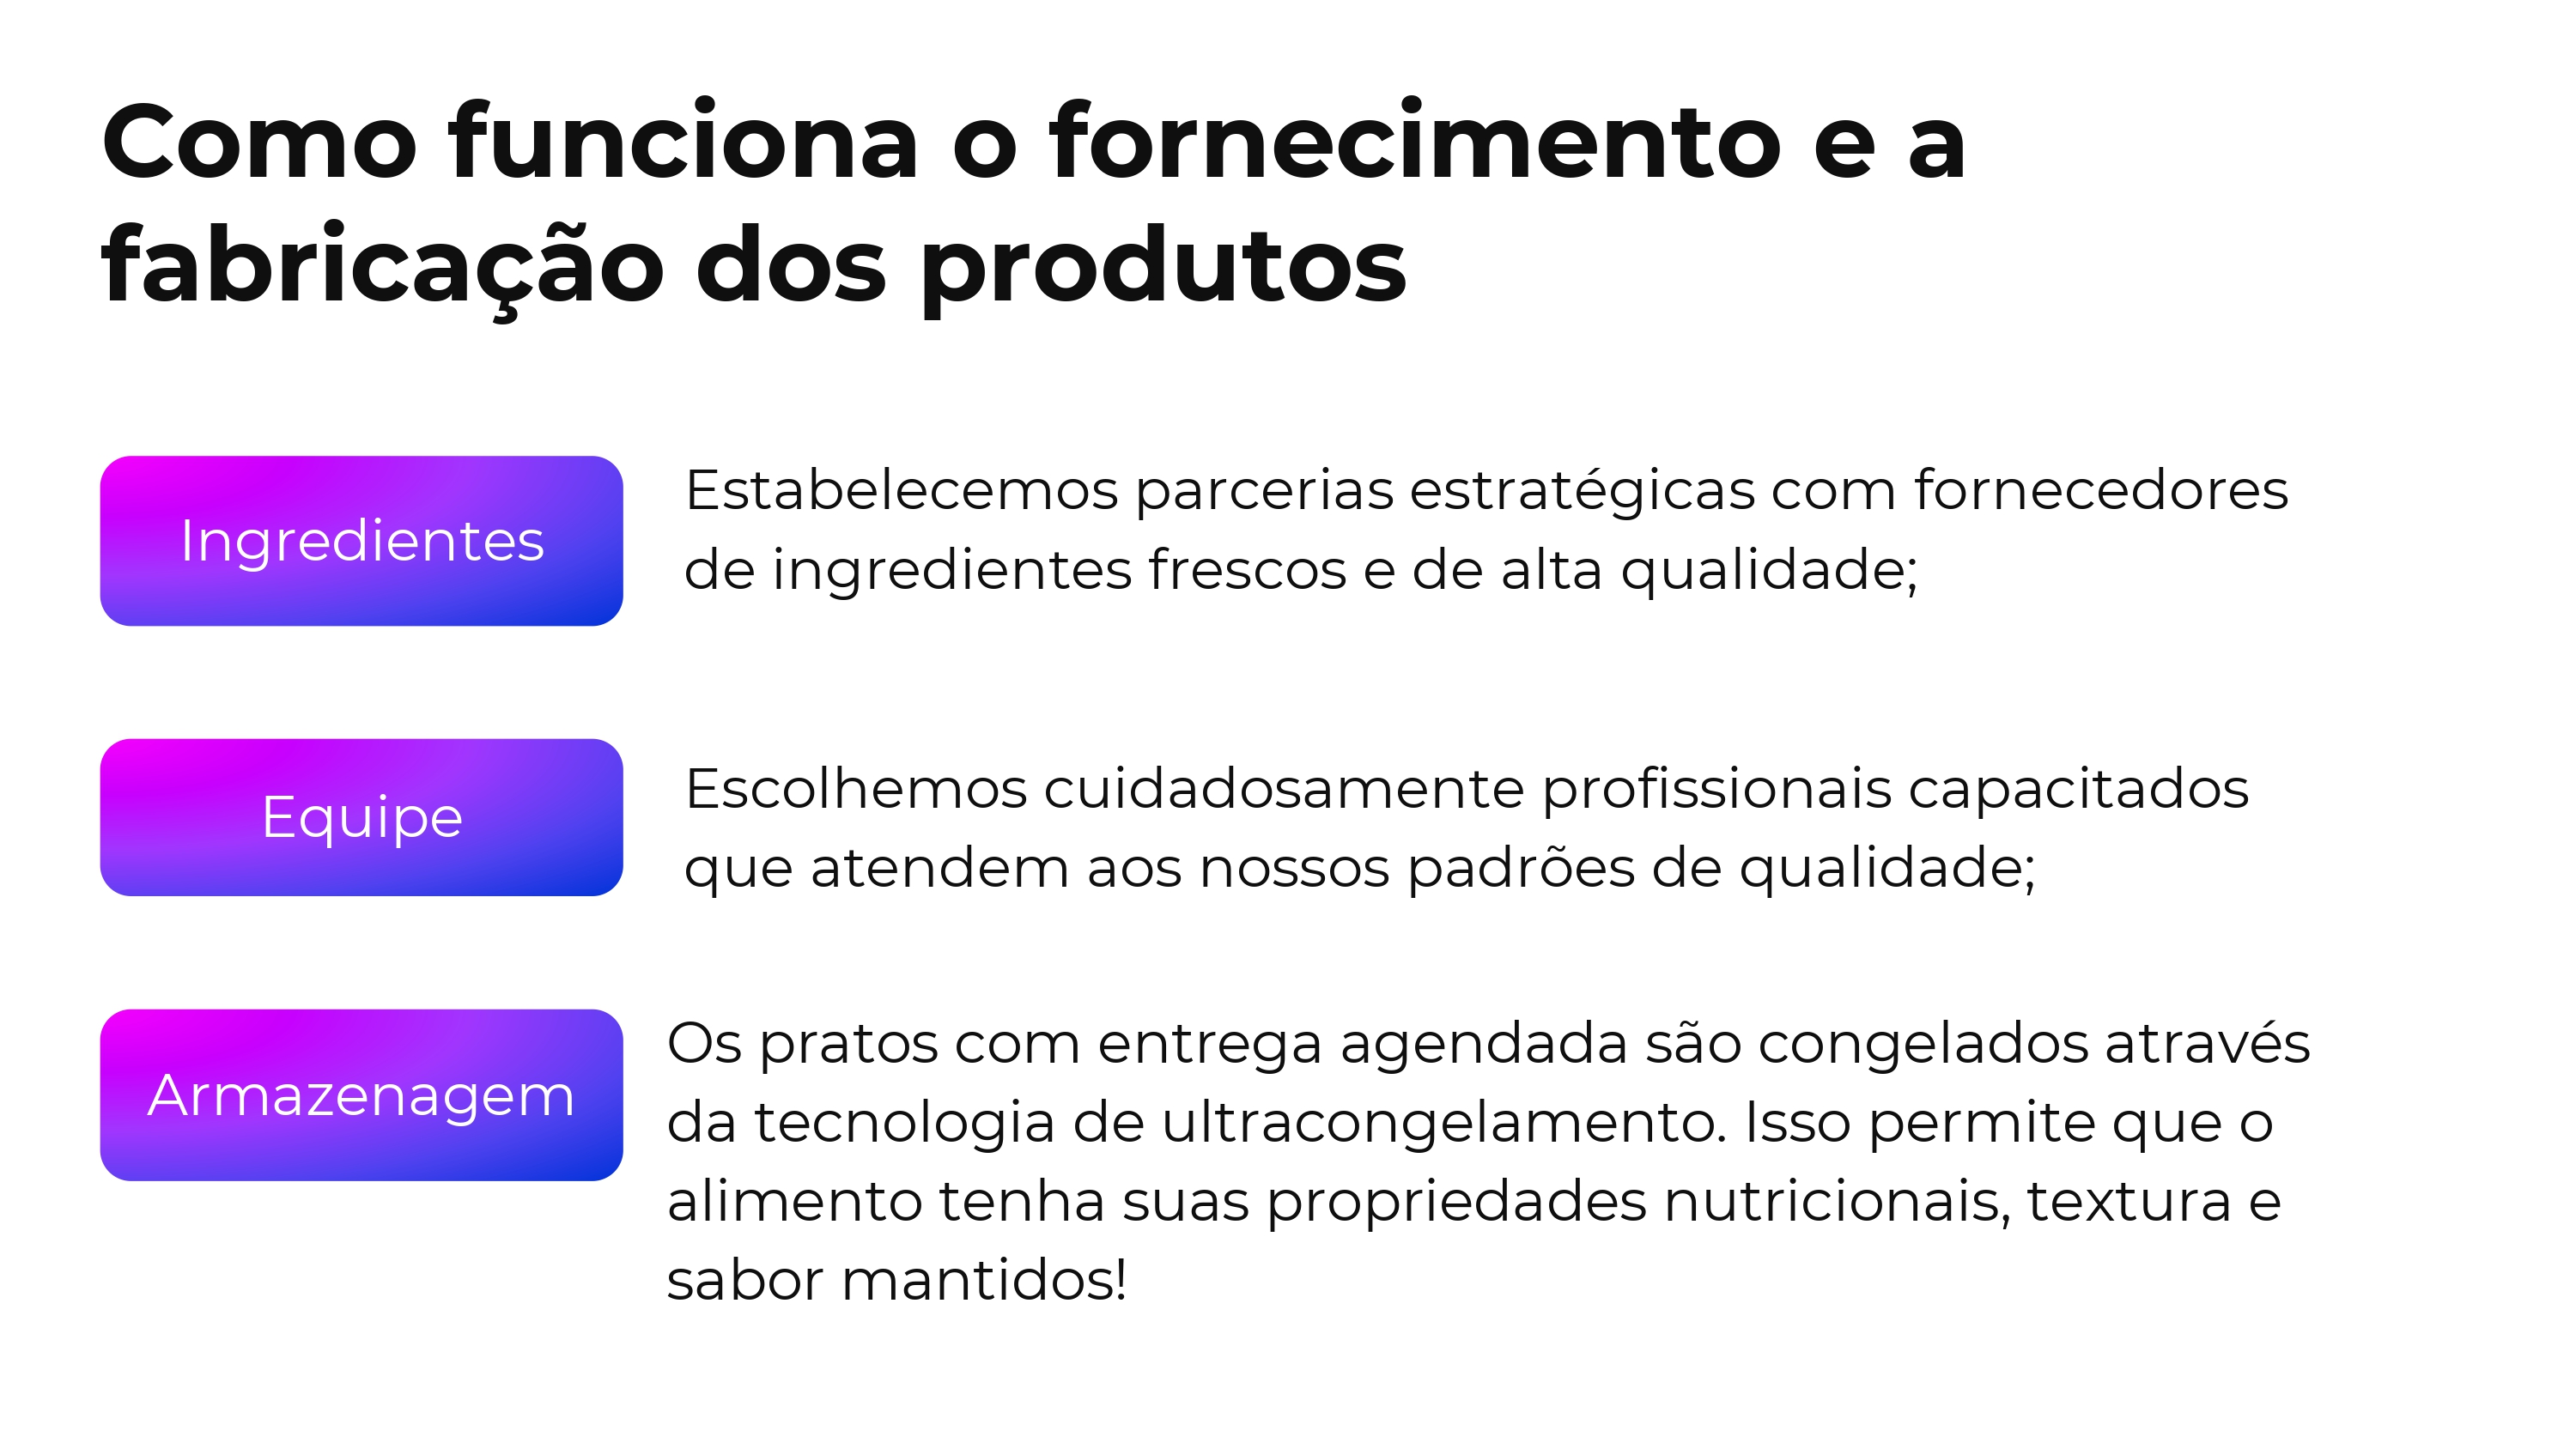 Como funciona o fornecimento e a
fabricação dos produtos
Ingredientes
Estabelecemos parcerias estratégicas com fornecedores
de ingredientes frescos e de alta qualidade;
Equipe
Escolhemos cuidadosamente profissionais capacitados
que atendem aos nossos padrões de qualidade;
Armazenagem
Os pratos com entrega agendada são congelados através
da tecnologia de ultracongelamento. Isso permite que o
alimento tenha suas propriedades nutricionais, textura e
sabor mantidos!